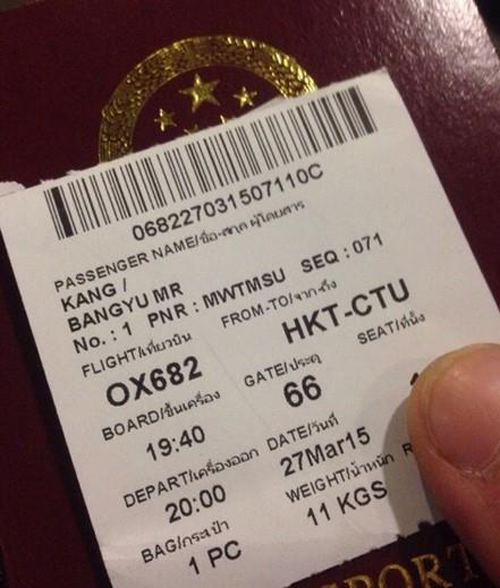 068227031507110C
PASSENGER NAME/ชื่อ-สกุล ผู้โดยสาร
KANG /
BANGYU MR
No. : 1 PNR : MWTMSU SEQ : 071
FLIGHT/เที่ยวบิน FROM-TO/จาก-ถึง
OX682 HKT-CTU
BOARD/ขึ้นเครื่อง GATE/ประตู SEAT/ที่นั่ง
19:40 66
DEPART/เครื่องออก DATE/วันที่
20:00 27Mar15
BAG/กระเป๋า WEIGHT/น้ำหนัก
1 PC 11 KGS